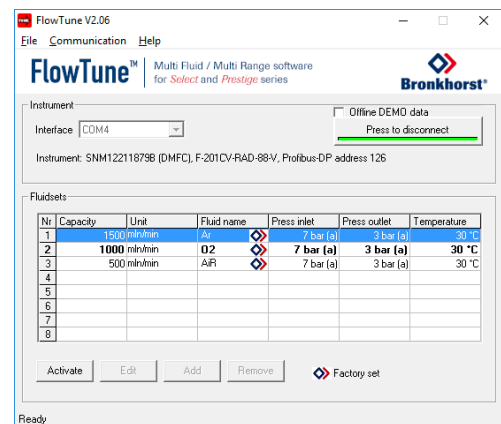 FlowTune V2.06
File Communication Help
FlowTune™ Multi Fluid / Multi Range software
for Select and Prestige series
Bronkhorst®
Instrument
Offline DEMO data
Interface COM4
Press to disconnect
Instrument: SNM12211879B (DMFC), F-201CV-RAD-88-V, Profibus-DP address 126
Fluidsets
Nr Capacity Unit Fluid name Press inlet Press outlet Temperature
1 1500 mln/min Ar 7 bar (a) 3 bar (a) 30 °C
2 1000 mln/min O2 7 bar (a) 3 bar (a) 30 °C
3 500 mln/min AiR 7 bar (a) 3 bar (a) 30 °C
4
5
6
7
8
Activate Edit Add Remove Factory set
Ready